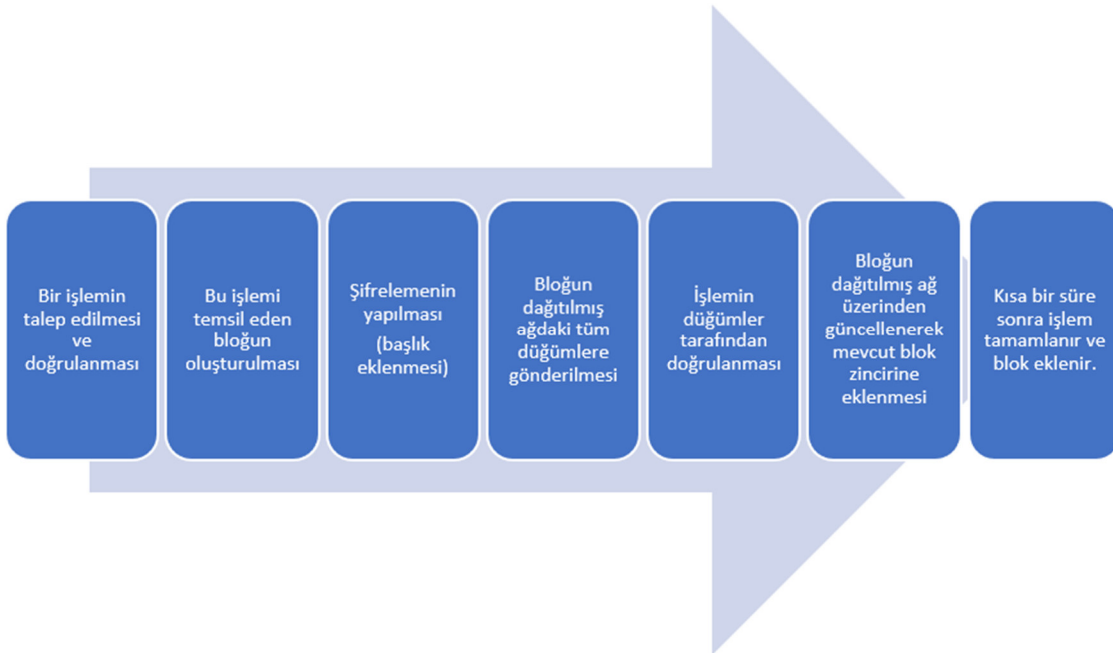 Bir işlemin
talep edilmesi
ve
doğrulanması
Bu işlemi
temsil eden
bloğun
oluşturulması
Şifrelemenin
yapılması
(başlık
eklenmesi)
Bloğun
dağıtılmış
ağdaki tüm
düğümlere
gönderilmesi
İşlemin
düğümler
tarafından
doğrulanması
Bloğun
dağıtılmış ağ
üzerinden
güncellenerek
mevcut blok
zincirine
eklenmesi
Kısa bir süre
sonra işlem
tamamlanır ve
blok eklenir.